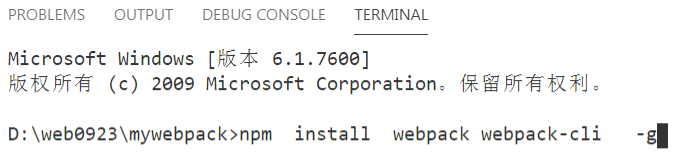 PROBLEMS OUTPUT DEBUG CONSOLE TERMINAL
Microsoft Windows [版本 6.1.7600]
版权所有 (c) 2009 Microsoft Corporation。保留所有权利。
D:\web0923\mywebpack>npm  install  webpack webpack-cli   -g